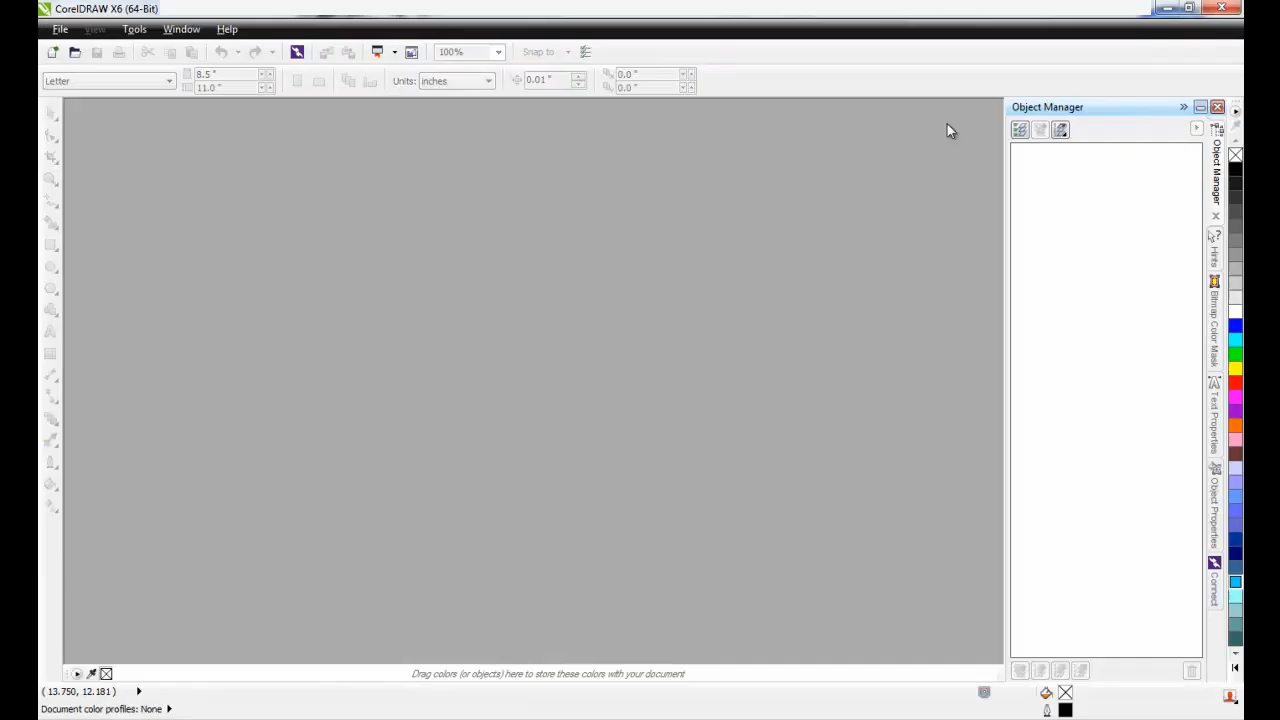 CorelDRAW X6 (64-Bit)
File View Tools Window Help
100% Snap to
Letter 8.5 " 11.0 " Units: inches 0.01 " 0.0 " 0.0 "
Object Manager
Object Manager
Hints
Bitmap Color Mask
Text Properties
Object Properties
Connect
Drag colors (or objects) here to store these colors with your document
( 13.750, 12.181 )
Document color profiles: None